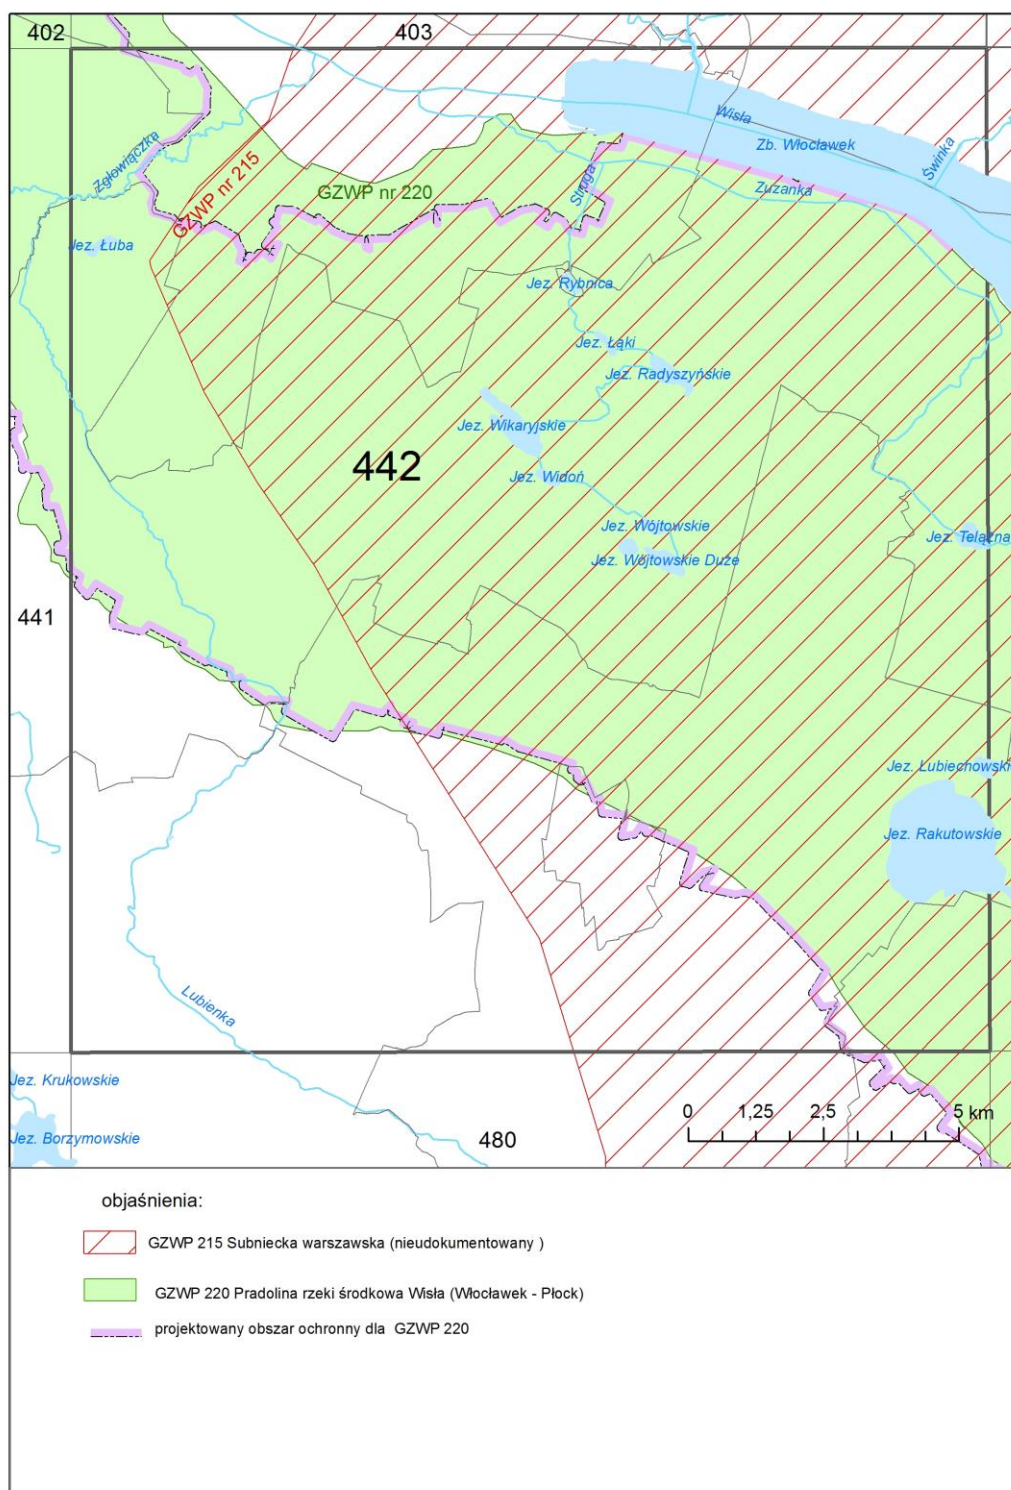 402
403
Wisła
Zb. Włocławek
Świnka
Zgłowiączka
GZWP nr 215
GZWP nr 220
Struga
Zuzanka
Jez. Łuba
Jez. Rybnica
Jez. Łąki
Jez. Radyszyńskie
Jez. Wikaryjskie
442
Jez. Widoń
Jez. Wójtowskie
Jez. Telążna
Jez. Wójtowskie Duże
441
Jez. Łubiechowski
Jez. Rakutowskie
Lubienka
Jez. Krukowskie
Jez. Borzymowskie
480
0 1,25 2,5 5 km
objaśnienia:
GZWP 215 Subniecka warszawska (nieudokumentowany )
GZWP 220 Pradolina rzeki środkowa Wisła (Włocławek - Płock)
projektowany obszar ochronny dla GZWP 220